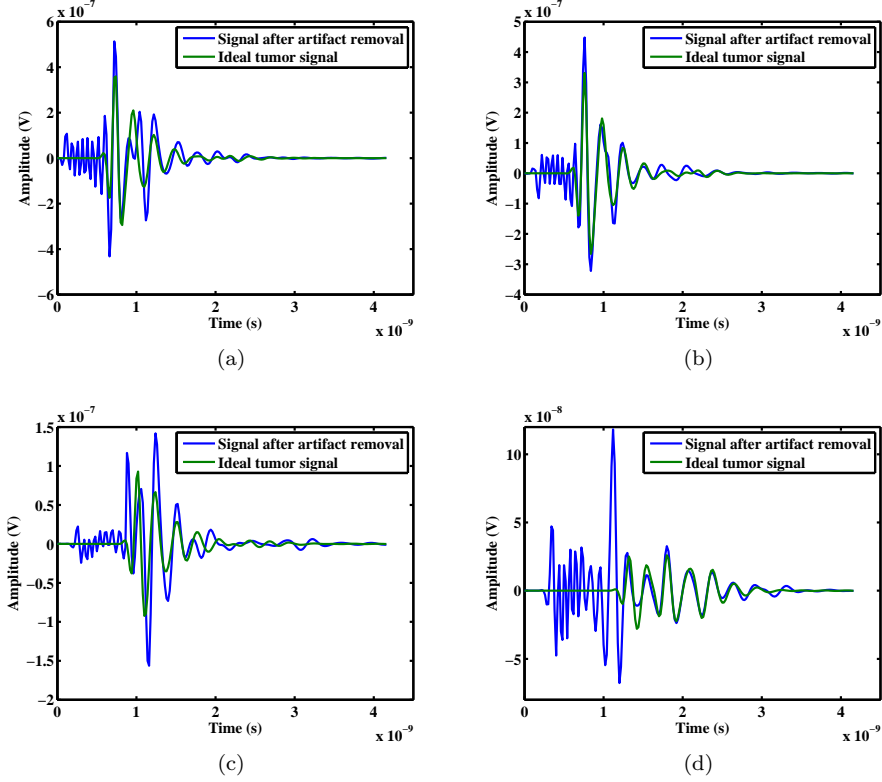 x 10⁻⁷
Signal after artifact removal
Ideal tumor signal
Amplitude (V)
6
4
2
0
−2
−4
−6
0 1 2 3 4
Time (s)
x 10⁻⁹
(a)
x 10⁻⁷
Signal after artifact removal
Ideal tumor signal
Amplitude (V)
5
4
3
2
1
0
−1
−2
−3
−4
0 1 2 3 4
Time (s)
x 10⁻⁹
(b)
x 10⁻⁷
Signal after artifact removal
Ideal tumor signal
Amplitude (V)
1.5
1
0.5
0
−0.5
−1
−1.5
−2
0 1 2 3 4
Time (s)
x 10⁻⁹
(c)
x 10⁻⁸
Signal after artifact removal
Ideal tumor signal
Amplitude (V)
10
5
0
−5
0 1 2 3 4
Time (s)
x 10⁻⁹
(d)